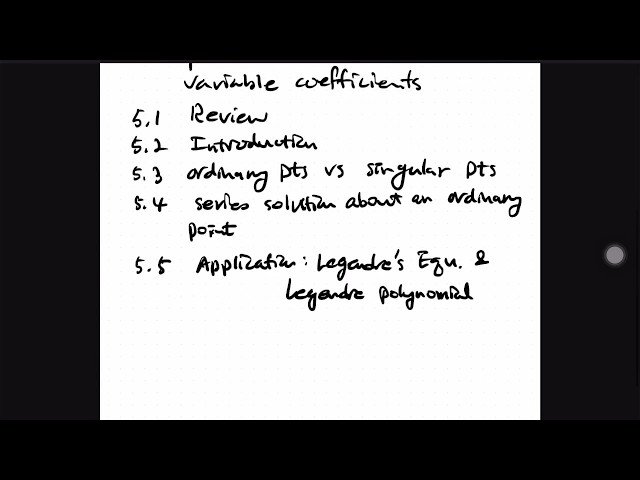 variable coefficients
5.1 Review
5.2 Introduction
5.3 ordinary pts vs singular pts
5.4 series solution about an ordinary
point
5.5 Application: Legendre's Equ. &
Legendre polynomial